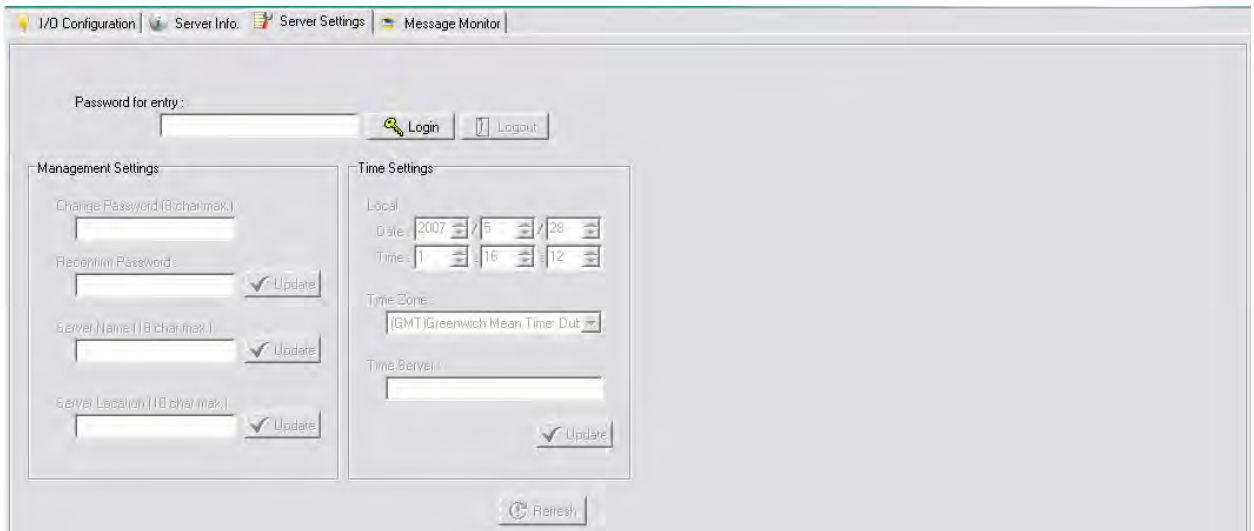 I/O Configuration Server Info. Server Settings Message Monitor
Password for entry :
Login Logout
Management Settings
Change Password (8 char max.)
Reconfirm Password :
Update
Server Name (18 char max.)
Update
Server Location (18 char max.)
Update
Time Settings
Local
Date : 2007 / 5 / 28
Time : 1 : 16 : 12
Time Zone :
(GMT)Greenwich Mean Time: Dub
Time Server :
Update
Refresh